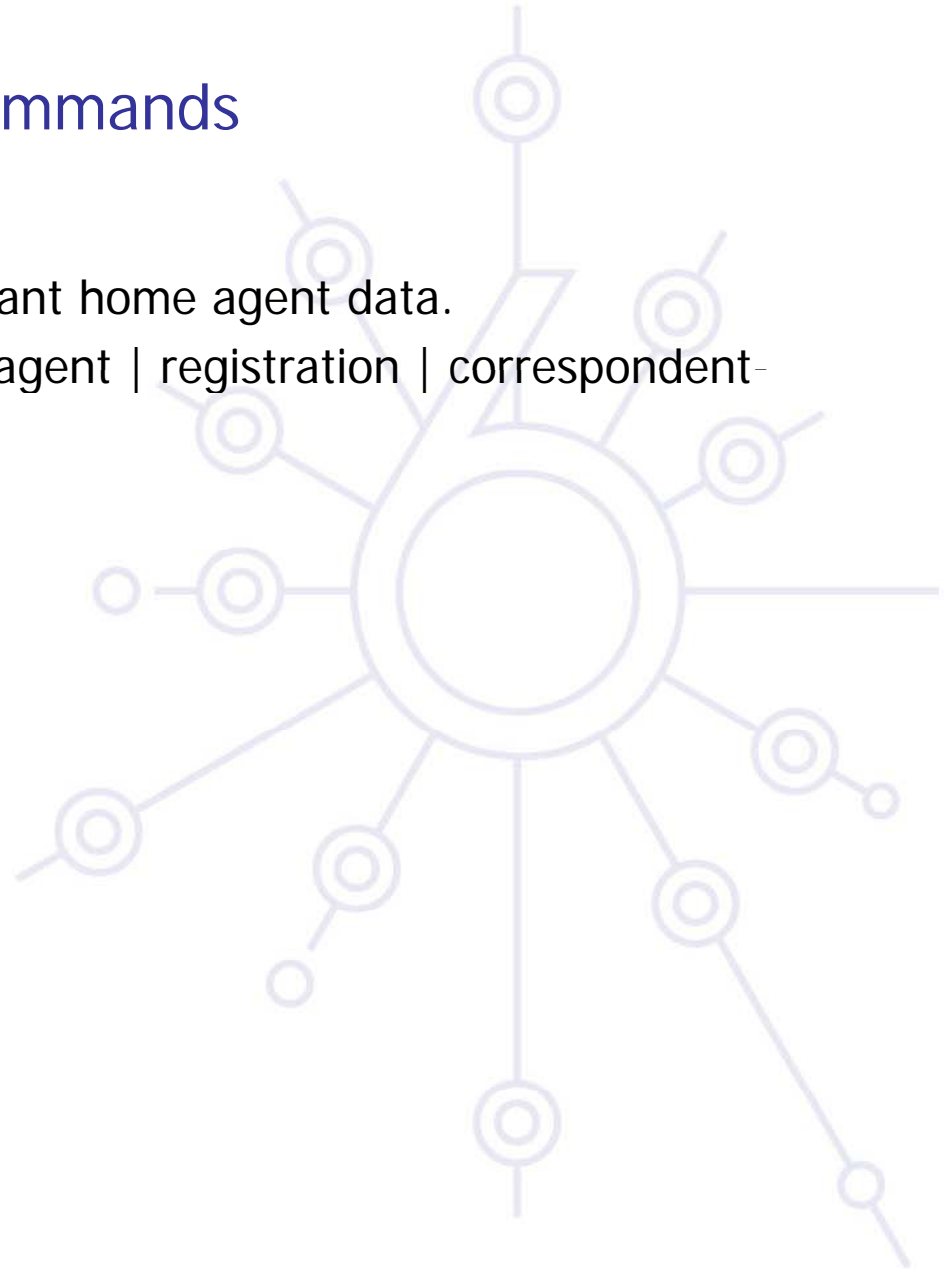 mmands
ant home agent data.
agent | registration | correspondent-